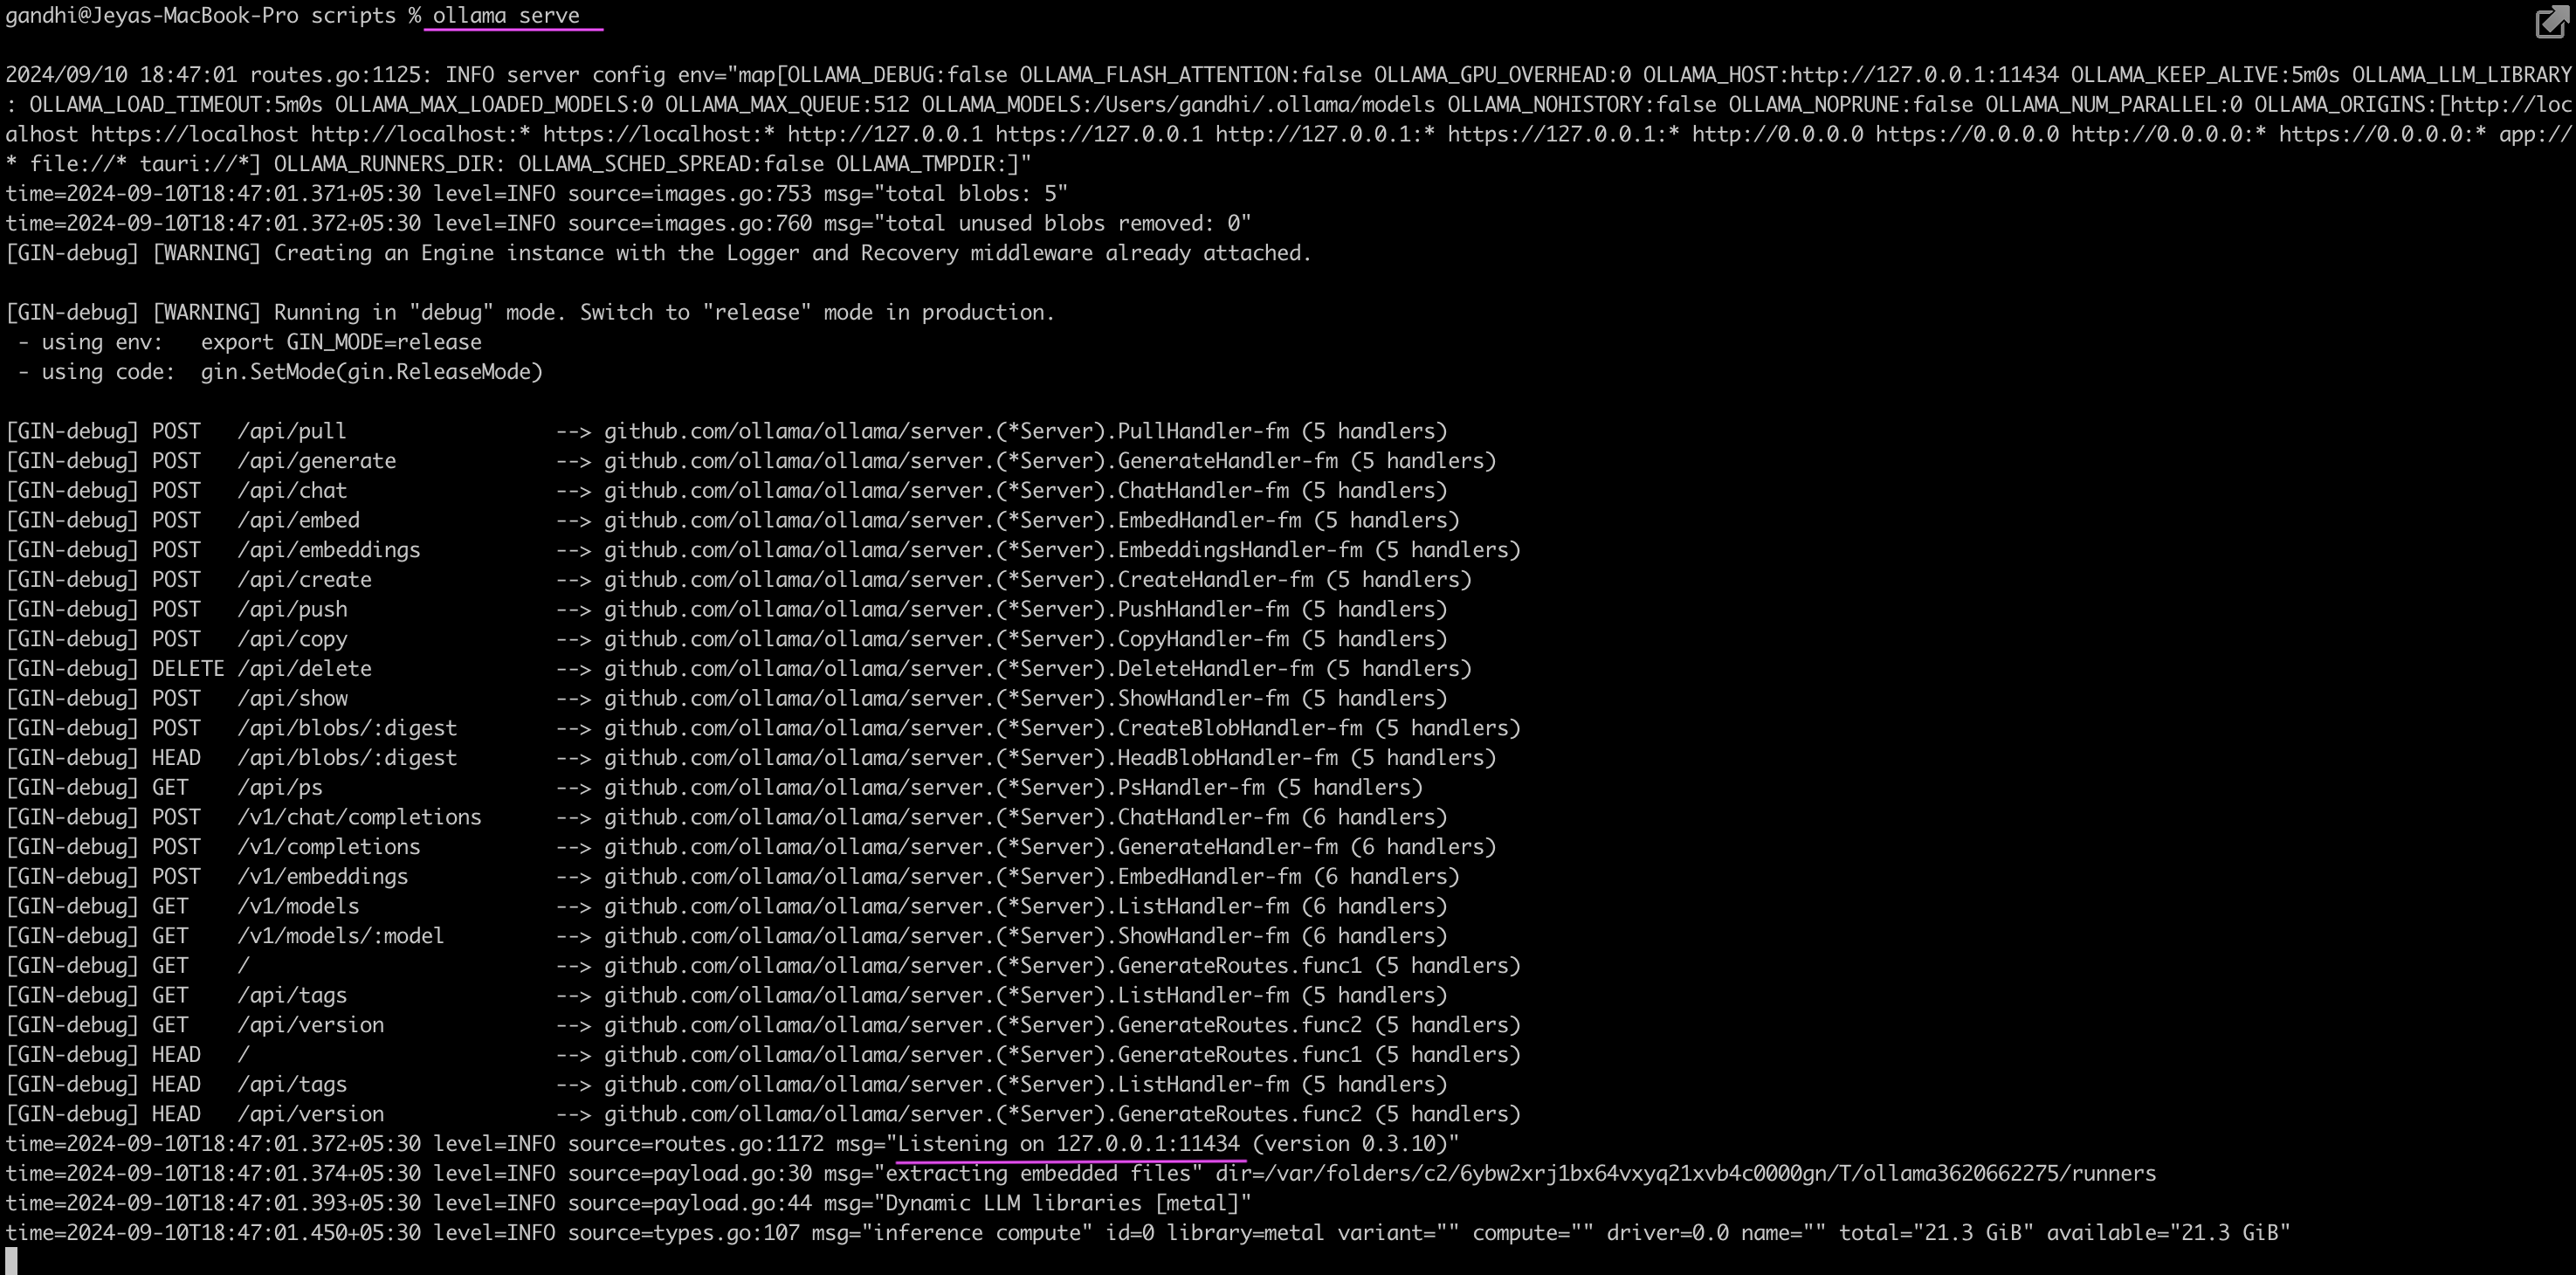 gandhi@Jeyas-MacBook-Pro scripts % ollama serve
2024/09/10 18:47:01 routes.go:1125: INFO server config env="map[OLLAMA_DEBUG:false OLLAMA_FLASH_ATTENTION:false OLLAMA_GPU_OVERHEAD:0 OLLAMA_HOST:http://127.0.0.1:11434 OLLAMA_KEEP_ALIVE:5m0s OLLAMA_LLM_LIBRARY
: OLLAMA_LOAD_TIMEOUT:5m0s OLLAMA_MAX_LOADED_MODELS:0 OLLAMA_MAX_QUEUE:512 OLLAMA_MODELS:/Users/gandhi/.ollama/models OLLAMA_NOHISTORY:false OLLAMA_NOPRUNE:false OLLAMA_NUM_PARALLEL:0 OLLAMA_ORIGINS:[http://loc
alhost https://localhost http://localhost:* https://localhost:* http://127.0.0.1 https://127.0.0.1 http://127.0.0.1:* https://127.0.0.1:* http://0.0.0.0 https://0.0.0.0 http://0.0.0.0:* https://0.0.0.0:* app://
* file://* tauri://*] OLLAMA_RUNNERS_DIR: OLLAMA_SCHED_SPREAD:false OLLAMA_TMPDIR:]"
time=2024-09-10T18:47:01.371+05:30 level=INFO source=images.go:753 msg="total blobs: 5"
time=2024-09-10T18:47:01.372+05:30 level=INFO source=images.go:760 msg="total unused blobs removed: 0"
[GIN-debug] [WARNING] Creating an Engine instance with the Logger and Recovery middleware already attached.
[GIN-debug] [WARNING] Running in "debug" mode. Switch to "release" mode in production.
 - using env:   export GIN_MODE=release
 - using code:  gin.SetMode(gin.ReleaseMode)
[GIN-debug] POST   /api/pull                 --> github.com/ollama/ollama/server.(*Server).PullHandler-fm (5 handlers)
[GIN-debug] POST   /api/generate             --> github.com/ollama/ollama/server.(*Server).GenerateHandler-fm (5 handlers)
[GIN-debug] POST   /api/chat                 --> github.com/ollama/ollama/server.(*Server).ChatHandler-fm (5 handlers)
[GIN-debug] POST   /api/embed                --> github.com/ollama/ollama/server.(*Server).EmbedHandler-fm (5 handlers)
[GIN-debug] POST   /api/embeddings           --> github.com/ollama/ollama/server.(*Server).EmbeddingsHandler-fm (5 handlers)
[GIN-debug] POST   /api/create               --> github.com/ollama/ollama/server.(*Server).CreateHandler-fm (5 handlers)
[GIN-debug] POST   /api/push                 --> github.com/ollama/ollama/server.(*Server).PushHandler-fm (5 handlers)
[GIN-debug] POST   /api/copy                 --> github.com/ollama/ollama/server.(*Server).CopyHandler-fm (5 handlers)
[GIN-debug] DELETE /api/delete               --> github.com/ollama/ollama/server.(*Server).DeleteHandler-fm (5 handlers)
[GIN-debug] POST   /api/show                 --> github.com/ollama/ollama/server.(*Server).ShowHandler-fm (5 handlers)
[GIN-debug] POST   /api/blobs/:digest        --> github.com/ollama/ollama/server.(*Server).CreateBlobHandler-fm (5 handlers)
[GIN-debug] HEAD   /api/blobs/:digest        --> github.com/ollama/ollama/server.(*Server).HeadBlobHandler-fm (5 handlers)
[GIN-debug] GET    /api/ps                   --> github.com/ollama/ollama/server.(*Server).PsHandler-fm (5 handlers)
[GIN-debug] POST   /v1/chat/completions      --> github.com/ollama/ollama/server.(*Server).ChatHandler-fm (6 handlers)
[GIN-debug] POST   /v1/completions           --> github.com/ollama/ollama/server.(*Server).GenerateHandler-fm (6 handlers)
[GIN-debug] POST   /v1/embeddings            --> github.com/ollama/ollama/server.(*Server).EmbedHandler-fm (6 handlers)
[GIN-debug] GET    /v1/models                --> github.com/ollama/ollama/server.(*Server).ListHandler-fm (6 handlers)
[GIN-debug] GET    /v1/models/:model         --> github.com/ollama/ollama/server.(*Server).ShowHandler-fm (6 handlers)
[GIN-debug] GET    /                         --> github.com/ollama/ollama/server.(*Server).GenerateRoutes.func1 (5 handlers)
[GIN-debug] GET    /api/tags                 --> github.com/ollama/ollama/server.(*Server).ListHandler-fm (5 handlers)
[GIN-debug] GET    /api/version              --> github.com/ollama/ollama/server.(*Server).GenerateRoutes.func2 (5 handlers)
[GIN-debug] HEAD   /                         --> github.com/ollama/ollama/server.(*Server).GenerateRoutes.func1 (5 handlers)
[GIN-debug] HEAD   /api/tags                 --> github.com/ollama/ollama/server.(*Server).ListHandler-fm (5 handlers)
[GIN-debug] HEAD   /api/version              --> github.com/ollama/ollama/server.(*Server).GenerateRoutes.func2 (5 handlers)
time=2024-09-10T18:47:01.372+05:30 level=INFO source=routes.go:1172 msg="Listening on 127.0.0.1:11434 (version 0.3.10)"
time=2024-09-10T18:47:01.374+05:30 level=INFO source=payload.go:30 msg="extracting embedded files" dir=/var/folders/c2/6ybw2xrj1bx64vxyq21xvb4c0000gn/T/ollama3620662275/runners
time=2024-09-10T18:47:01.393+05:30 level=INFO source=payload.go:44 msg="Dynamic LLM libraries [metal]"
time=2024-09-10T18:47:01.450+05:30 level=INFO source=types.go:107 msg="inference compute" id=0 library=metal variant="" compute="" driver=0.0 name="" total="21.3 GiB" available="21.3 GiB"